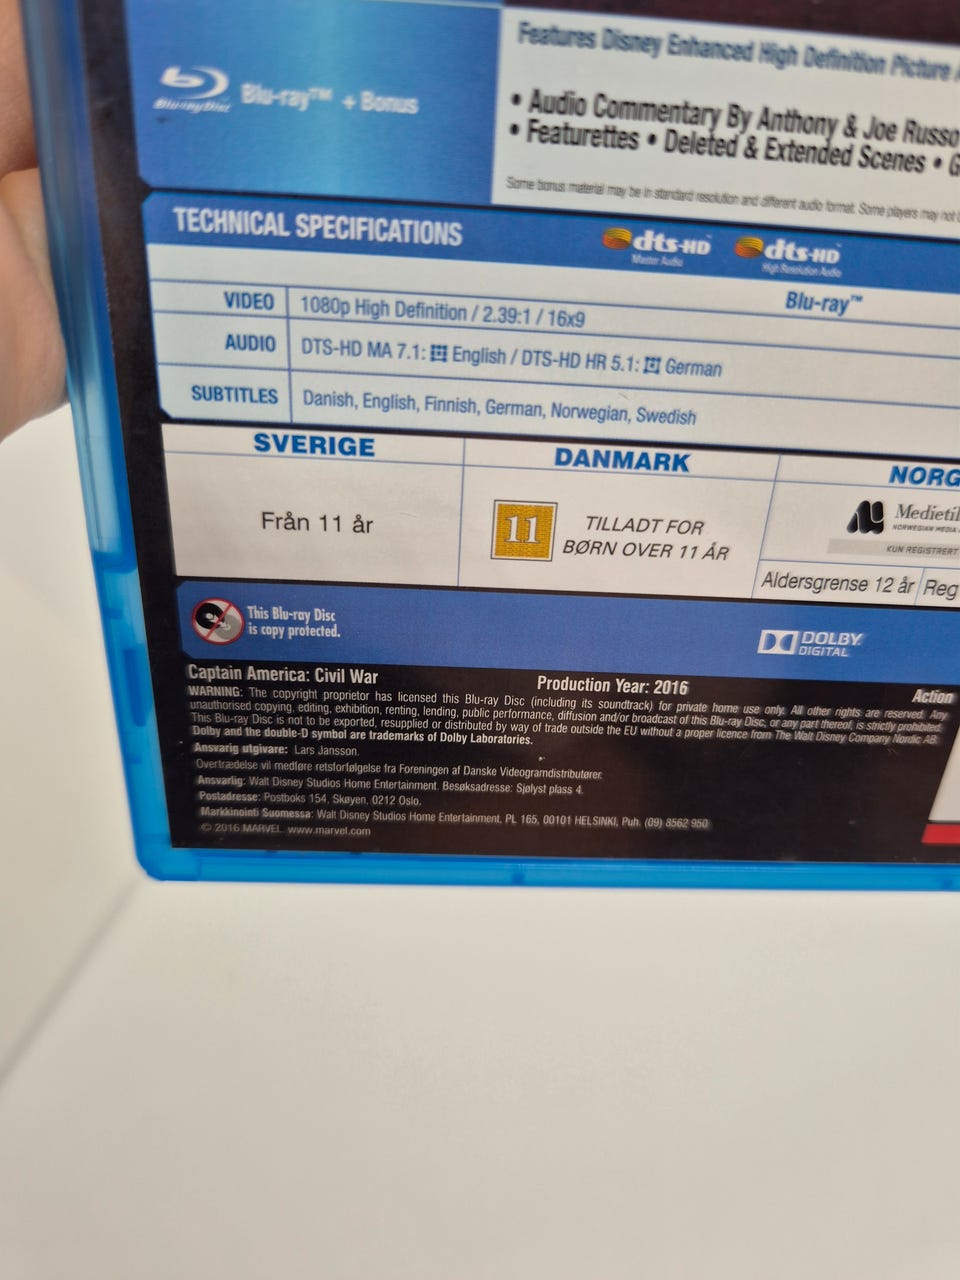 Features Disney Enhanced High Definition Picture
Blu-ray Disc
Blu-ray™ + Bonus
• Audio Commentary By Anthony & Joe Russo
• Featurettes • Deleted & Extended Scenes • G
Some bonus material may be in standard resolution and different audio format. Some players may not
TECHNICAL SPECIFICATIONS
dts-HD Master Audio
dts-HD High Resolution Audio
Blu-ray™
VIDEO 1080p High Definition / 2.39:1 / 16x9
AUDIO DTS-HD MA 7.1: English / DTS-HD HR 5.1: German
SUBTITLES Danish, English, Finnish, German, Norwegian, Swedish
SVERIGE
Från 11 år
DANMARK
11
TILLADT FOR
BØRN OVER 11 ÅR
NORG
Medietil
NORWEGIAN MEDIA
KUN REGISTRERT
Aldersgrense 12 år Reg
This Blu-ray Disc
is copy protected.
DOLBY
DIGITAL
Captain America: Civil War
Production Year: 2016
Action
WARNING: The copyright proprietor has licensed this Blu-ray Disc (including its soundtrack) for private home use only. All other rights are reserved. Any
unauthorised copying, editing, exhibition, renting, lending, public performance, diffusion and/or broadcast of this Blu-ray Disc, or any part thereof, is strictly prohibited.
This Blu-ray Disc is not to be exported, resupplied or distributed by way of trade outside the EU without a proper licence from The Walt Disney Company Nordic AB.
Dolby and the double-D symbol are trademarks of Dolby Laboratories.
Ansvarig utgivare: Lars Jansson.
Overtrædelse vil medføre retsforfølgelse fra Foreningen af Danske Videogramdistributører.
Ansvarlig: Walt Disney Studios Home Entertainment. Besøksadresse: Sjølyst plass 4.
Postadresse: Postboks 154, Skøyen, 0212 Oslo.
Markkinointi Suomessa: Walt Disney Studios Home Entertainment, PL 165, 00101 HELSINKI, Puh. (09) 8562 950
© 2016 MARVEL. www.marvel.com